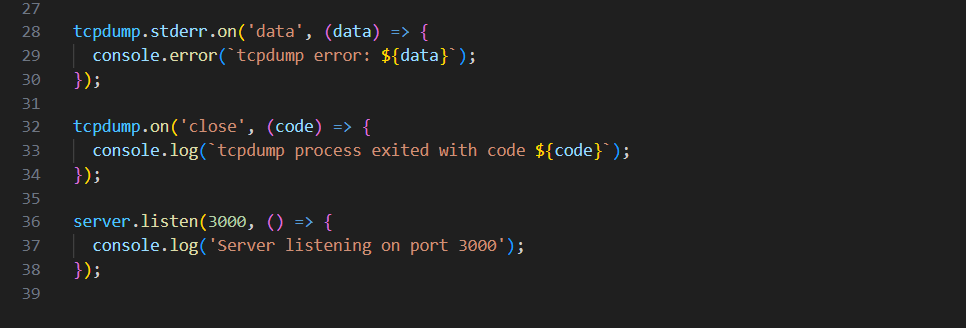 27
28 tcpdump.stderr.on('data', (data) => {
29   console.error(`tcpdump error: ${data}`);
30 });
31
32 tcpdump.on('close', (code) => {
33   console.log(`tcpdump process exited with code ${code}`);
34 });
35
36 server.listen(3000, () => {
37   console.log('Server listening on port 3000');
38 });
39